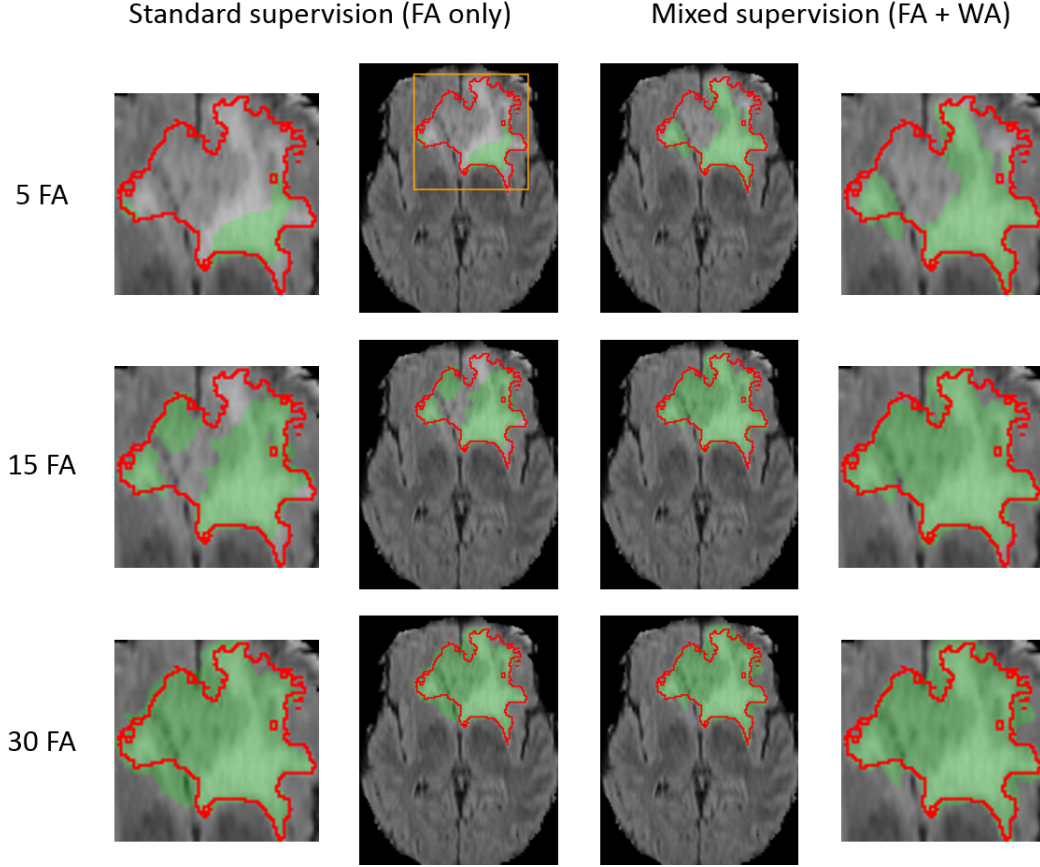 Standard supervision (FA only)
Mixed supervision (FA + WA)
5 FA
15 FA
30 FA